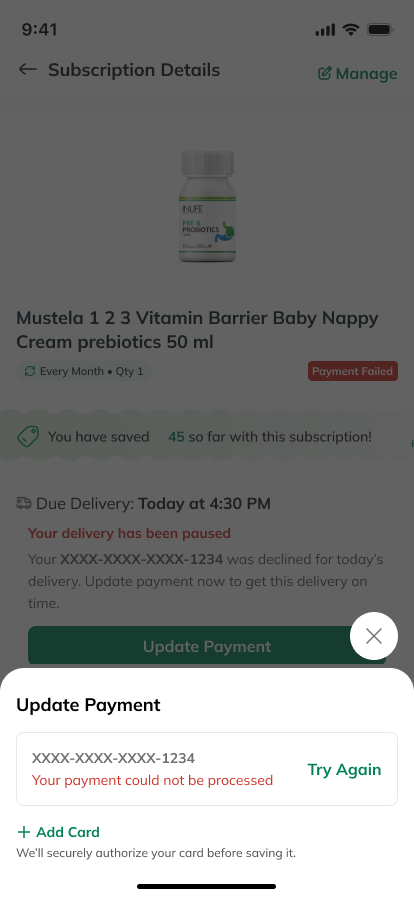 9:41
Subscription Details
Manage
INLIFE
PRE &
PROBIOTICS
Mustela 1 2 3 Vitamin Barrier Baby Nappy
Cream prebiotics 50 ml
Every Month • Qty 1
Payment Failed
You have saved 45 so far with this subscription!
Due Delivery: Today at 4:30 PM
Your delivery has been paused
Your XXXX-XXXX-XXXX-1234 was declined for today’s
delivery. Update payment now to get this delivery on
time.
Update Payment
Update Payment
XXXX-XXXX-XXXX-1234
Your payment could not be processed
Try Again
Add Card
We’ll securely authorize your card before saving it.